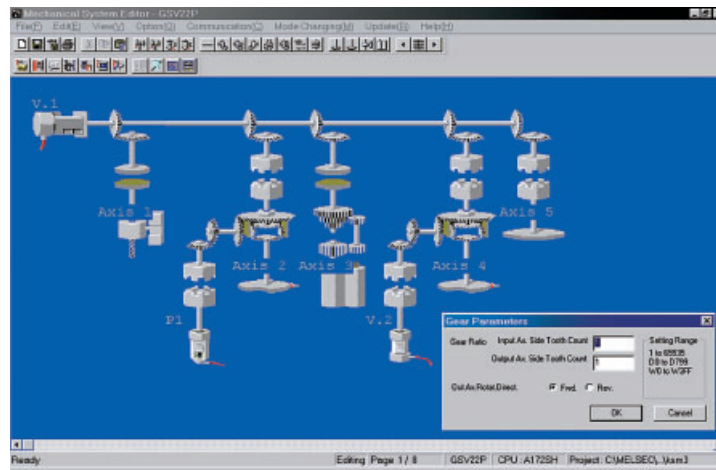 Mechanical System Editor - GSV22P
File(F) Edit(E) View(V) Option(O) Communication(C) Mode Changing(M) Update(R) Help(H)
V.1
Axis 1
Axis 5
Axis 2
Axis 3
Axis 4
P1
V.2
Gear Parameters
Gear Ratio Input Ax. Side Tooth Count
Output Ax. Side Tooth Count
Setting Range
1 to 65535
D0 to D799
W0 to W3FF
Out.Ax.Rotat.Direct. Fwd. Rev.
OK Cancel
Ready Editing Page 1 / 8 GSV22P CPU : A172SH Project: C:\MELSEC\..\ksm3